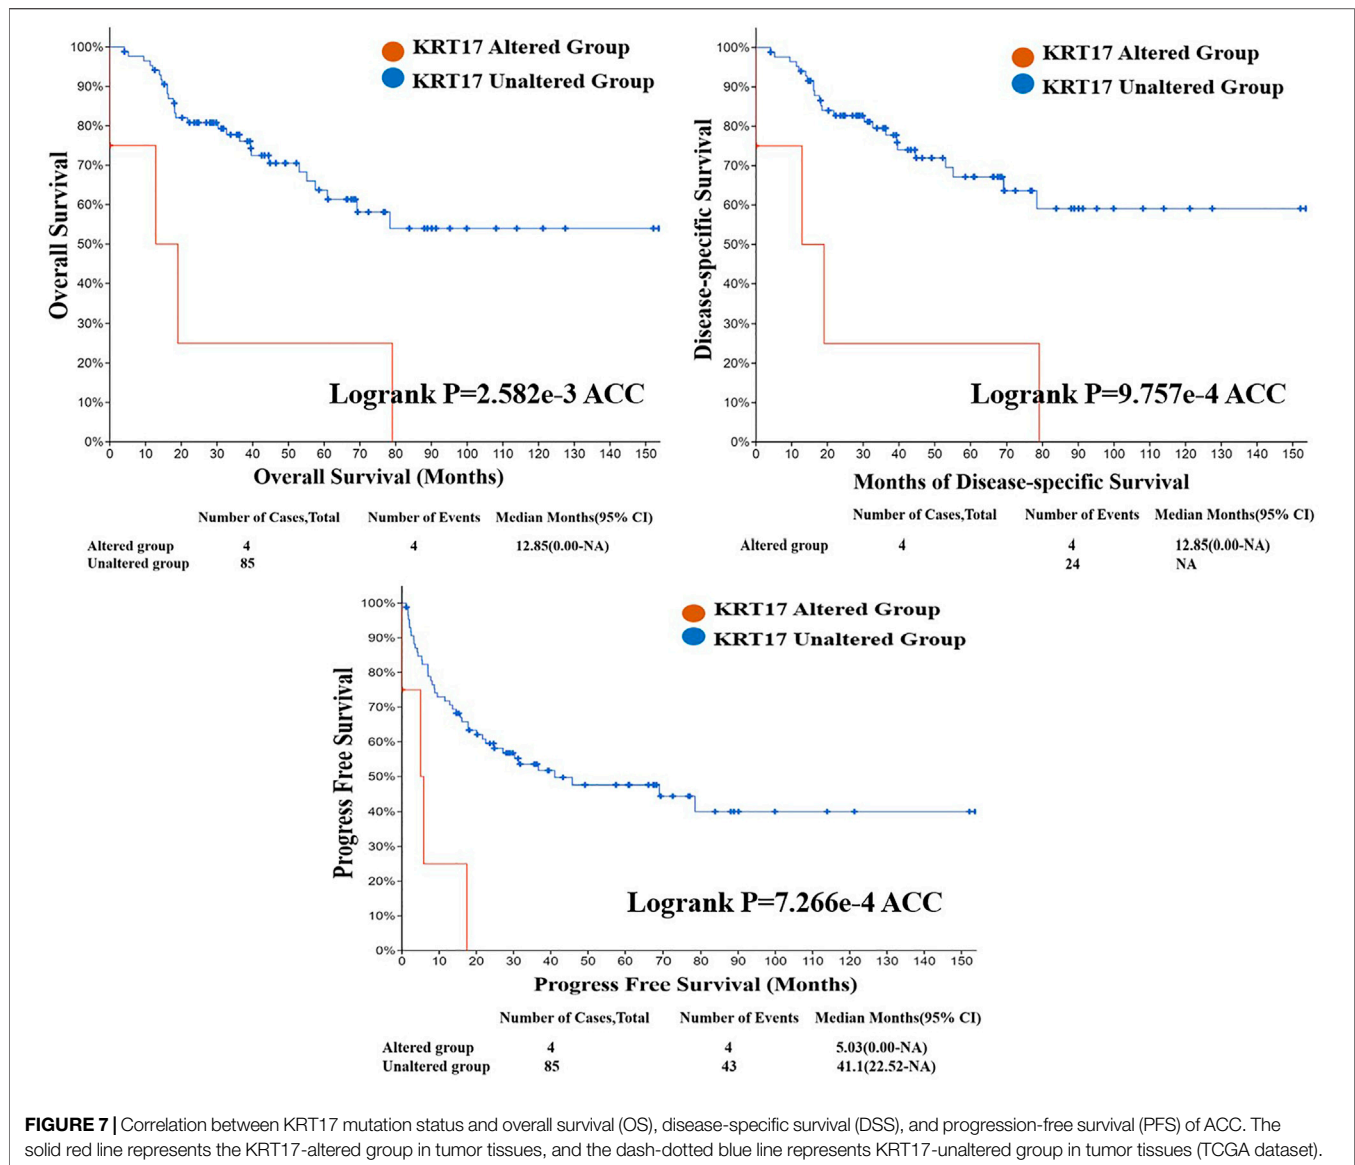 100%
90%
80%
70%
60%
50%
40%
30%
20%
10%
0%
Overall Survival
KRT17 Altered Group
KRT17 Unaltered Group
Logrank P=2.582e-3 ACC
0 10 20 30 40 50 60 70 80 90 100 110 120 130 140 150
Overall Survival (Months)
Number of Cases,Total Number of Events Median Months(95% CI)
Altered group 4 4 12.85(0.00-NA)
Unaltered group 85
100%
90%
80%
70%
60%
50%
40%
30%
20%
10%
0%
Disease-specific Survival
KRT17 Altered Group
KRT17 Unaltered Group
Logrank P=9.757e-4 ACC
0 10 20 30 40 50 60 70 80 90 100 110 120 130 140 150
Months of Disease-specific Survival
Number of Cases,Total Number of Events Median Months(95% CI)
Altered group 4 4 12.85(0.00-NA)
24 NA
100%
90%
80%
70%
60%
50%
40%
30%
20%
10%
0%
Progress Free Survival
KRT17 Altered Group
KRT17 Unaltered Group
Logrank P=7.266e-4 ACC
0 10 20 30 40 50 60 70 80 90 100 110 120 130 140 150
Progress Free Survival (Months)
Number of Cases,Total Number of Events Median Months(95% CI)
Altered group 4 4 5.03(0.00-NA)
Unaltered group 85 43 41.1(22.52-NA)
FIGURE 7 | Correlation between KRT17 mutation status and overall survival (OS), disease-specific survival (DSS), and progression-free survival (PFS) of ACC. The
solid red line represents the KRT17-altered group in tumor tissues, and the dash-dotted blue line represents KRT17-unaltered group in tumor tissues (TCGA dataset).